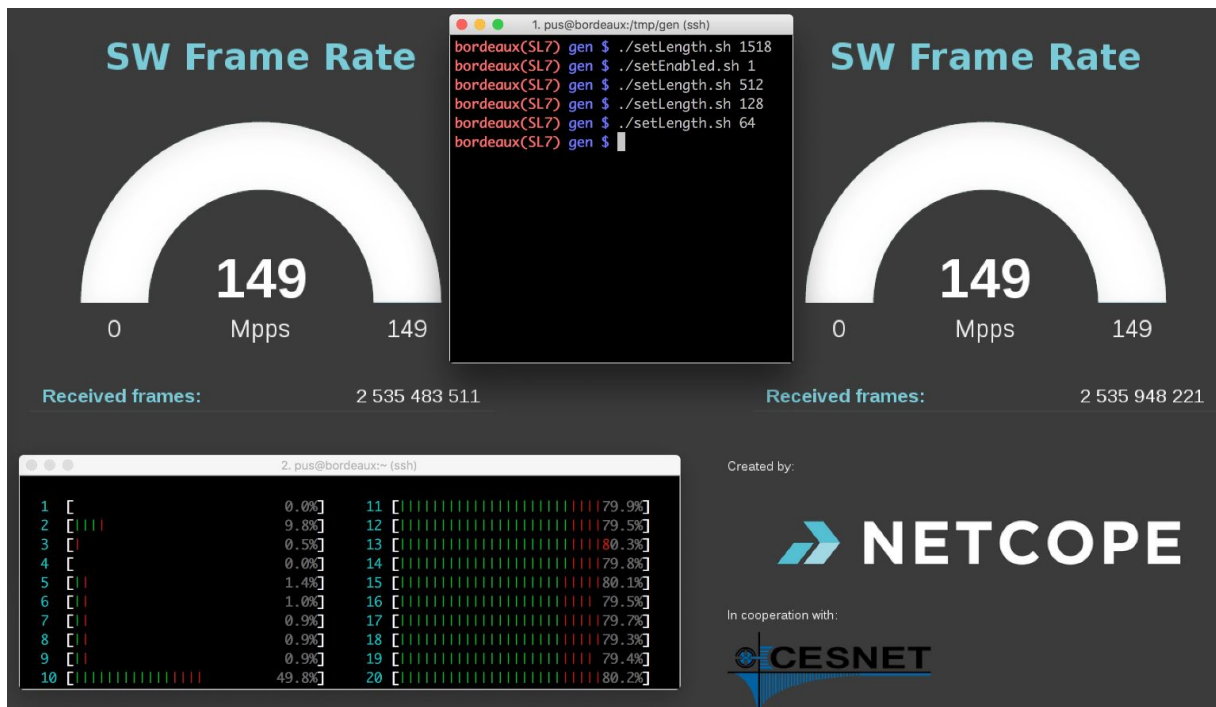 SW Frame Rate
149
0 Mpps 149
Received frames: 2 535 483 511
1. pus@bordeaux:/tmp/gen (ssh)
bordeaux(SL7) gen $ ./setLength.sh 1518
bordeaux(SL7) gen $ ./setEnabled.sh 1
bordeaux(SL7) gen $ ./setLength.sh 512
bordeaux(SL7) gen $ ./setLength.sh 128
bordeaux(SL7) gen $ ./setLength.sh 64
bordeaux(SL7) gen $
SW Frame Rate
149
0 Mpps 149
Received frames: 2 535 948 221
2. pus@bordeaux:~ (ssh)
1 [ 0.0%] 11 [|||||||||||||||||||||||||79.9%]
2 [|||| 9.8%] 12 [|||||||||||||||||||||||||79.5%]
3 [| 0.5%] 13 [|||||||||||||||||||||||||80.3%]
4 [ 0.0%] 14 [|||||||||||||||||||||||||79.8%]
5 [|| 1.4%] 15 [|||||||||||||||||||||||||80.1%]
6 [|| 1.0%] 16 [|||||||||||||||||||||||| 79.5%]
7 [|| 0.9%] 17 [|||||||||||||||||||||||||79.7%]
8 [|| 0.9%] 18 [|||||||||||||||||||||||||79.3%]
9 [|| 0.9%] 19 [|||||||||||||||||||||||| 79.4%]
10 [|||||||||||||||| 49.8%] 20 [|||||||||||||||||||||||||80.2%]
Created by:
NETCOPE
In cooperation with:
CESNET